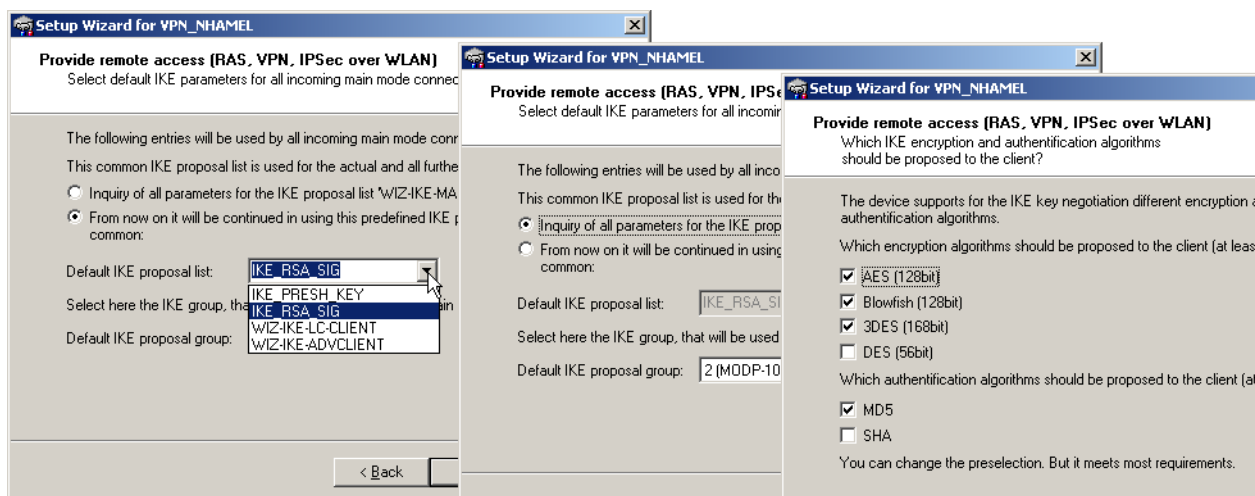 Setup Wizard for VPN_NHAMEL
Provide remote access (RAS, VPN, IPSec over WLAN)
Select default IKE parameters for all incoming main mode
The following entries will be used by all incoming main mode
This common IKE proposal list is used for the actual and all
Inquiry of all parameters for the IKE proposal list 'WIZ-IKE-MA
From now on it will be continued in using this predefined IKE
common:
Default IKE proposal list:
IKE_RSA_SIG
IKE_PRESH_KEY
IKE_RSA_SIG
WIZ-IKE-LC-CLIENT
WIZ-IKE-ADVCLIENT
Select here the IKE group,
Default IKE proposal group:
< Back
Setup Wizard for VPN_NHAMEL
Provide remote access (RAS, VPN,
Select default IKE parameters for all
The following entries will be used by all
This common IKE proposal list is used for
Inquiry of all parameters for the IKE
From now on it will be continued in using
common:
Default IKE proposal list:
IKE_RSA_SI
Select here the IKE group, that will be used
Default IKE proposal group:
2 (MODP-10
Setup Wizard for VPN_NHAMEL
Provide remote access (RAS, VPN, IPSec over WLAN)
Which IKE encryption and authentification algorithms
should be proposed to the client?
The device supports for the IKE key negotiation different encryption
authentification algorithms.
Which encryption algorithms should be proposed to the client (at
AES (128bit)
Blowfish (128bit)
3DES (168bit)
DES (56bit)
Which authentification algorithms should be proposed to the client
MD5
SHA
You can change the preselection. But it meets most requirements.